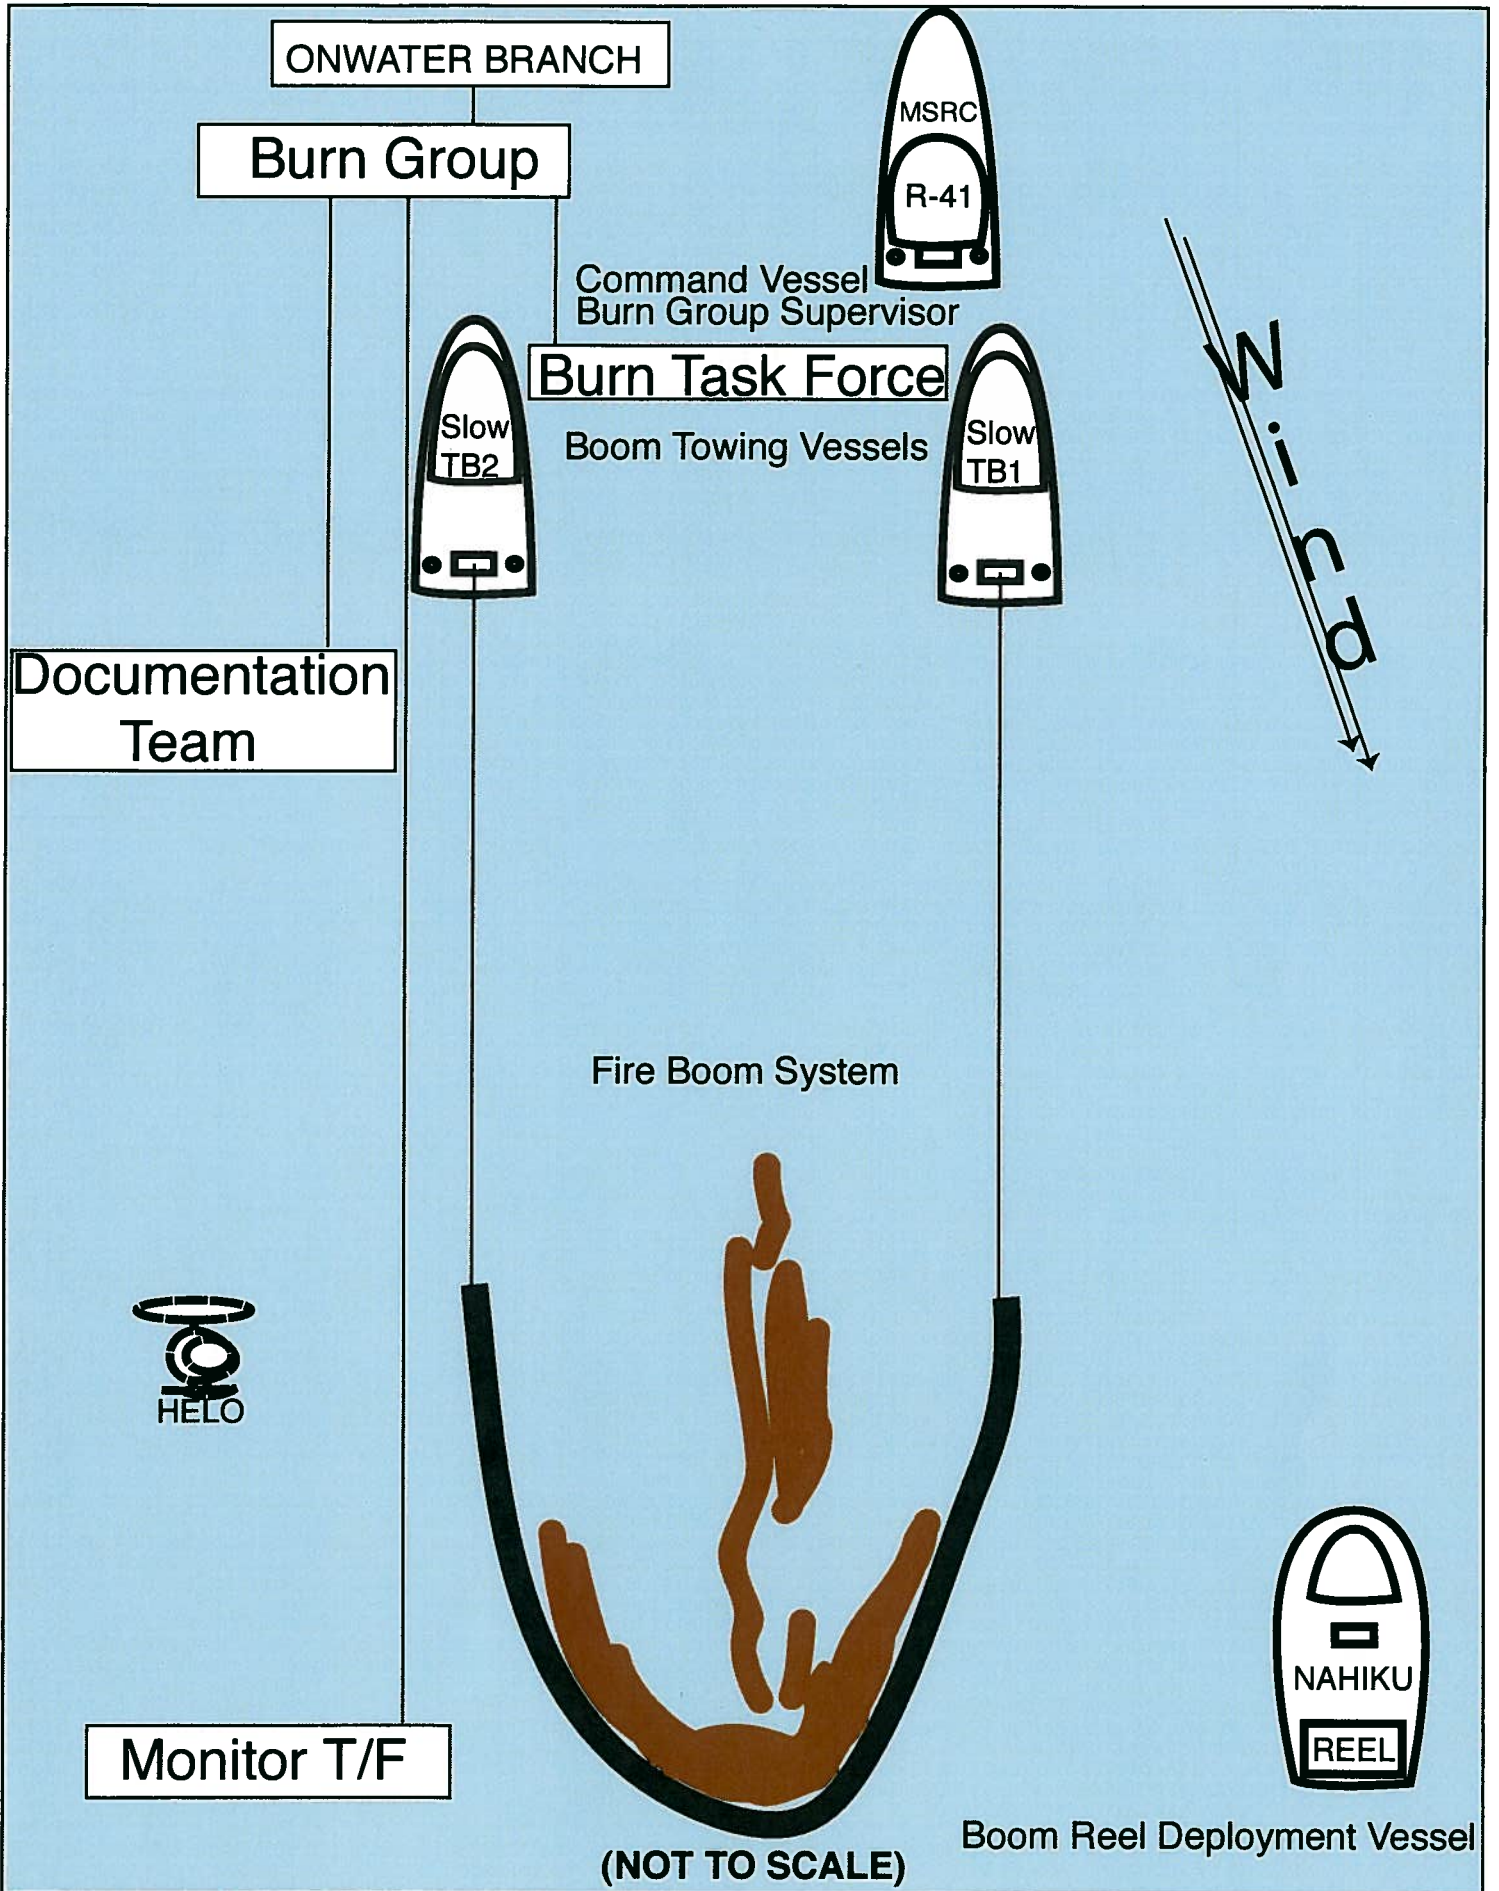 ONWATER BRANCH
Burn Group
MSRC
R-41
Command Vessel
Burn Group Supervisor
Burn Task Force
Boom Towing Vessels
Slow
TB2
Slow
TB1
Wind
Documentation
Team
Fire Boom System
HELO
NAHIKU
REEL
Monitor T/F
Boom Reel Deployment Vessel
(NOT TO SCALE)